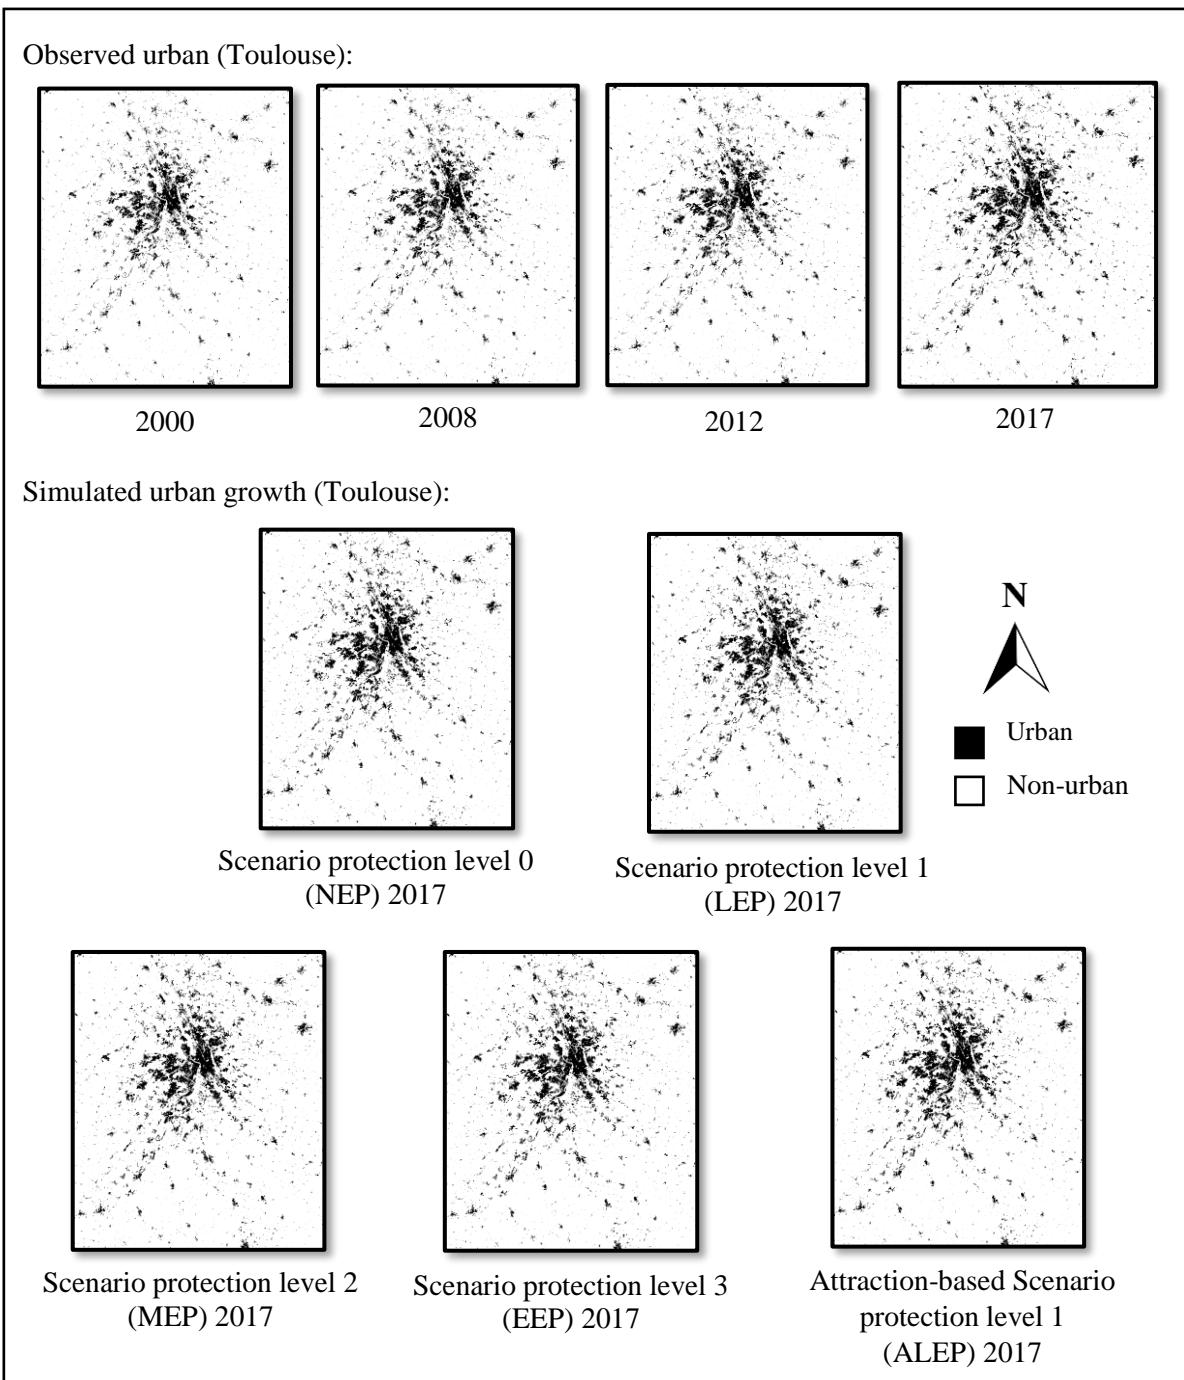 Observed urban (Toulouse):
2000
2008
2012
2017
Simulated urban growth (Toulouse):
N
Urban
Non-urban
Scenario protection level 0
(NEP) 2017
Scenario protection level 1
(LEP) 2017
Scenario protection level 2
(MEP) 2017
Scenario protection level 3
(EEP) 2017
Attraction-based Scenario
protection level 1
(ALEP) 2017